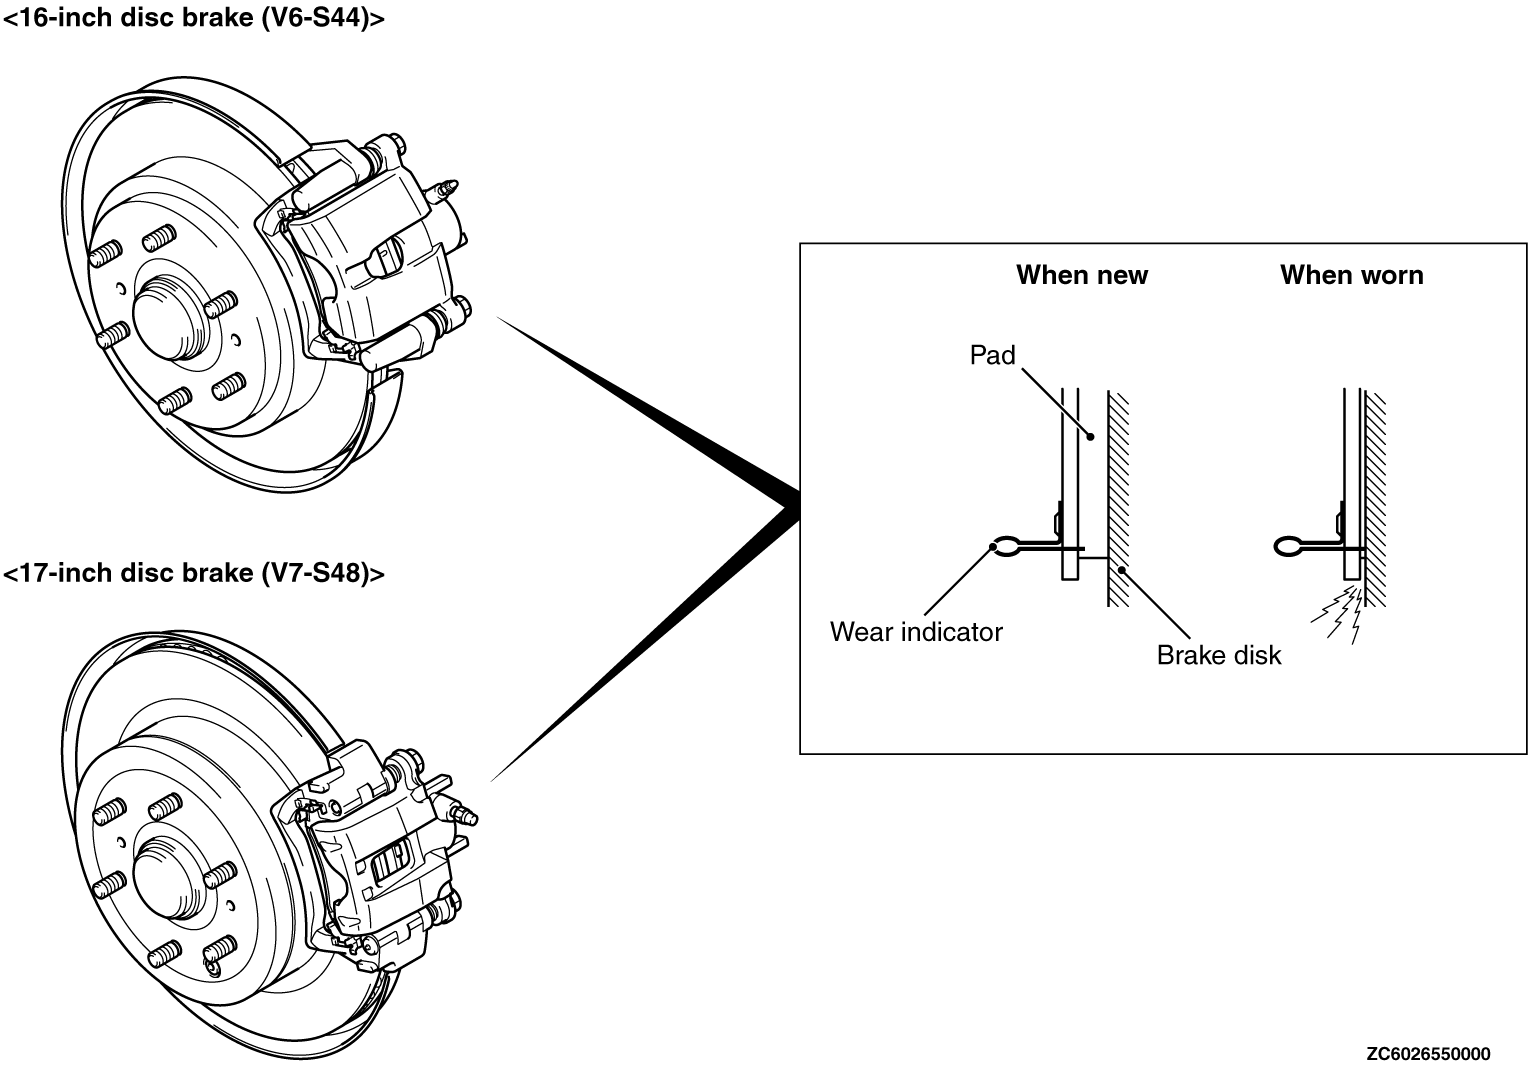 <16-inch disc brake (V6-S44)>
When new
When worn
Pad
Wear indicator
Brake disk
<17-inch disc brake (V7-S48)>
ZC6026550000